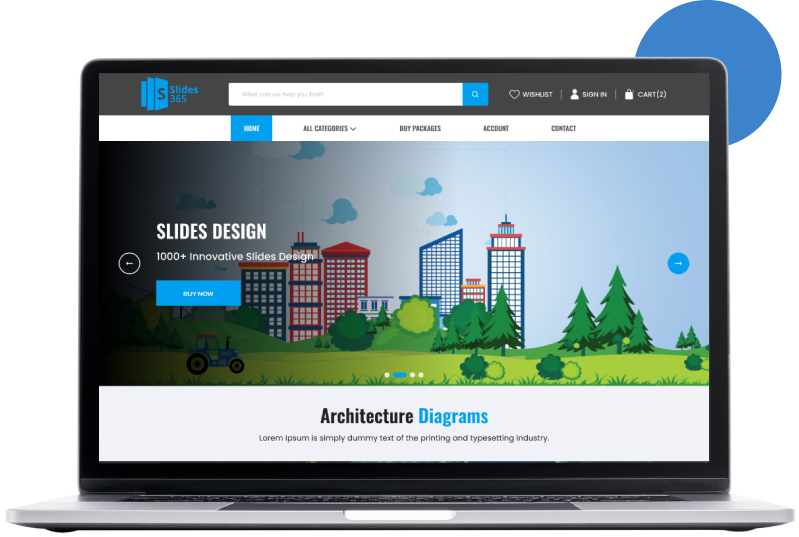 S Slides
365
What can we help you find?
WISHLIST
SIGN IN
CART(2)
HOME
ALL CATEGORIES
BUY PACKAGES
ACCOUNT
CONTACT
SLIDES DESIGN
1000+ Innovative Slides Design
BUY NOW
Architecture Diagrams
Lorem Ipsum is simply dummy text of the printing and typesetting industry.